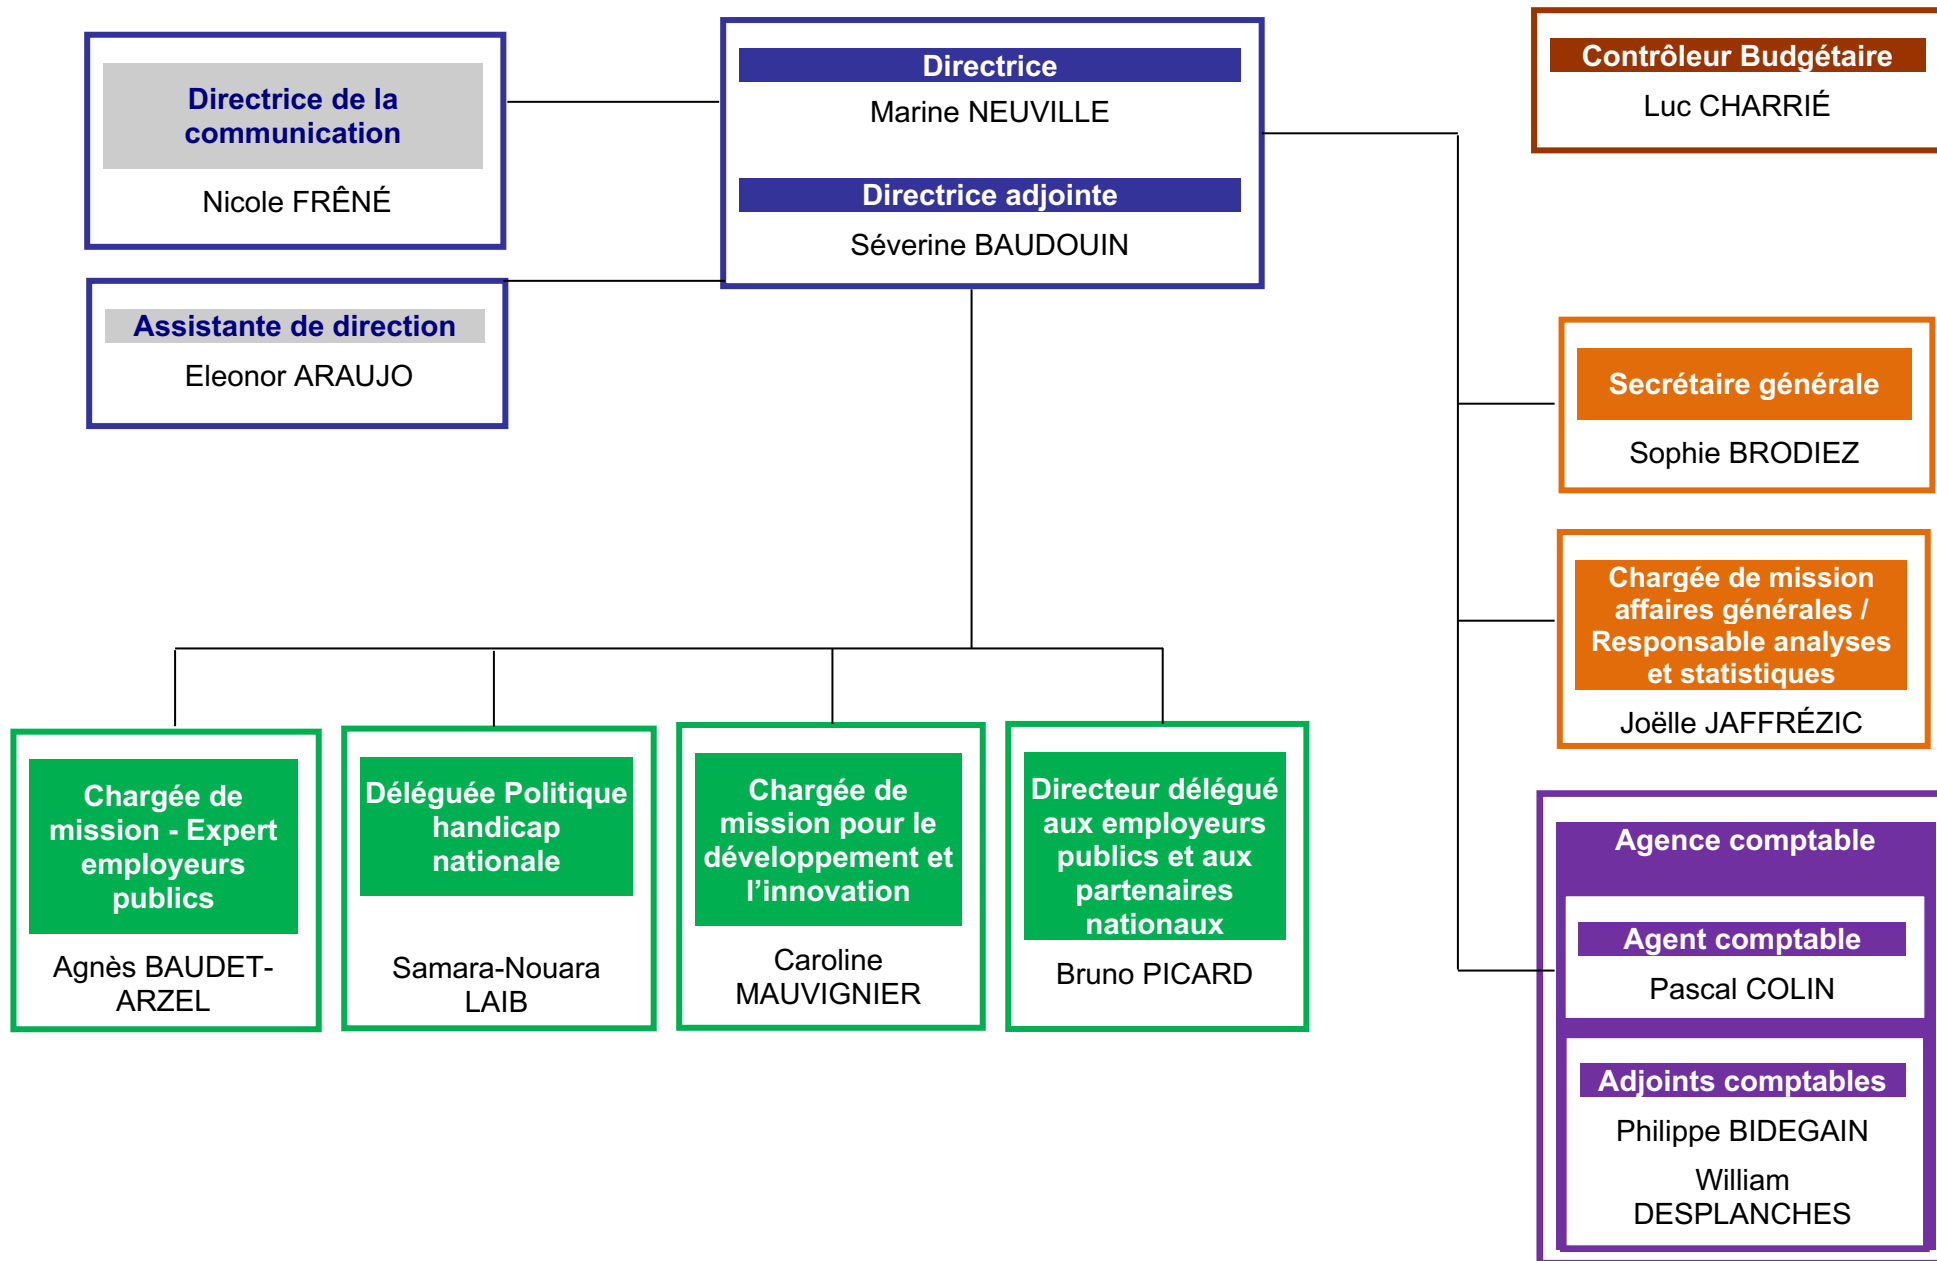 Directrice de la
communication
Nicole FRÊNÉ
Directrice
Marine NEUVILLE
Directrice adjointe
Séverine BAUDOUIN
Contrôleur Budgétaire
Luc CHARRIÉ
Assistante de direction
Eleonor ARAUJO
Secrétaire générale
Sophie BRODIEZ
Chargée de mission
affaires générales /
Responsable analyses
et statistiques
Joëlle JAFFRÉZIC
Chargée de
mission - Expert
employeurs
publics
Agnès BAUDET-
ARZEL
Déléguée Politique
handicap
nationale
Samara-Nouara
LAIB
Chargée de
mission pour le
développement et
l’innovation
Caroline
MAUVIGNIER
Directeur délégué
aux employeurs
publics et aux
partenaires
nationaux
Bruno PICARD
Agence comptable
Agent comptable
Pascal COLIN
Adjoints comptables
Philippe BIDEGAIN
William
DESPLANCHES